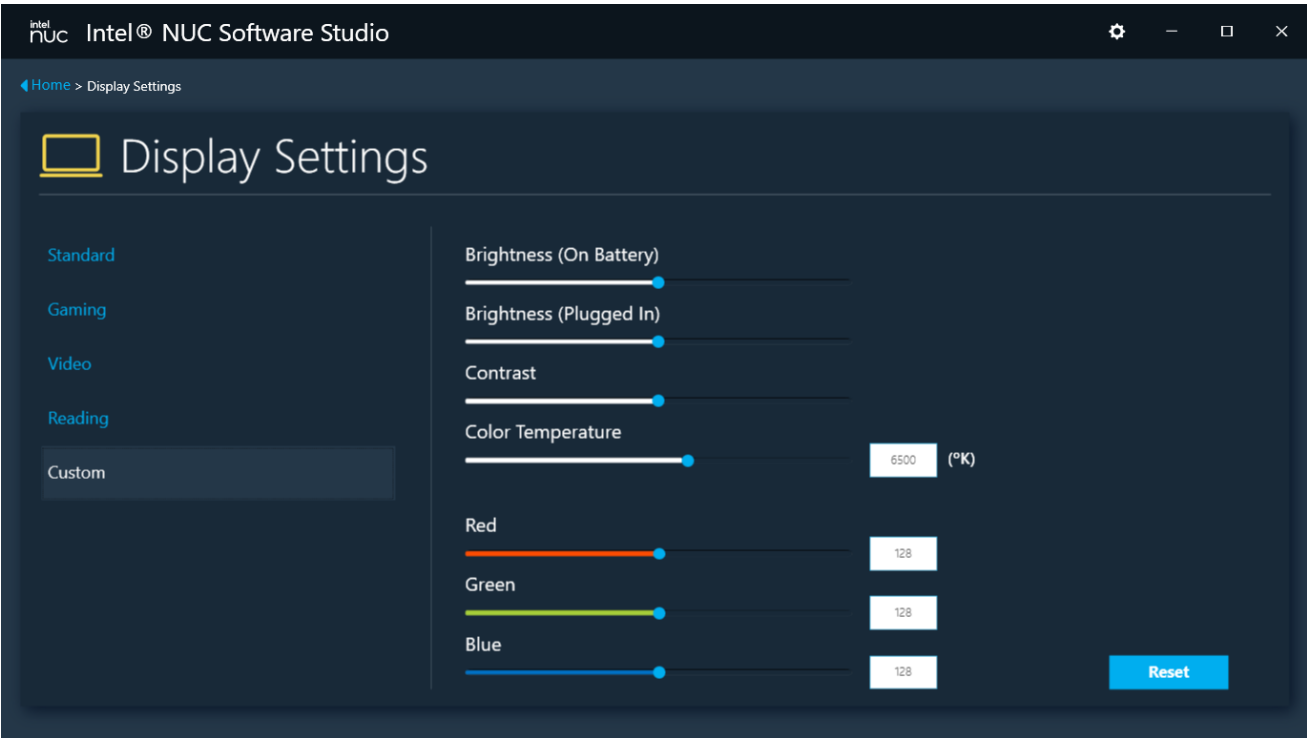 intel nuc Intel® NUC Software Studio
Home > Display Settings
Display Settings
Standard
Gaming
Video
Reading
Custom
Brightness (On Battery)
Brightness (Plugged In)
Contrast
Color Temperature
6500 (°K)
Red
128
Green
128
Blue
128
Reset